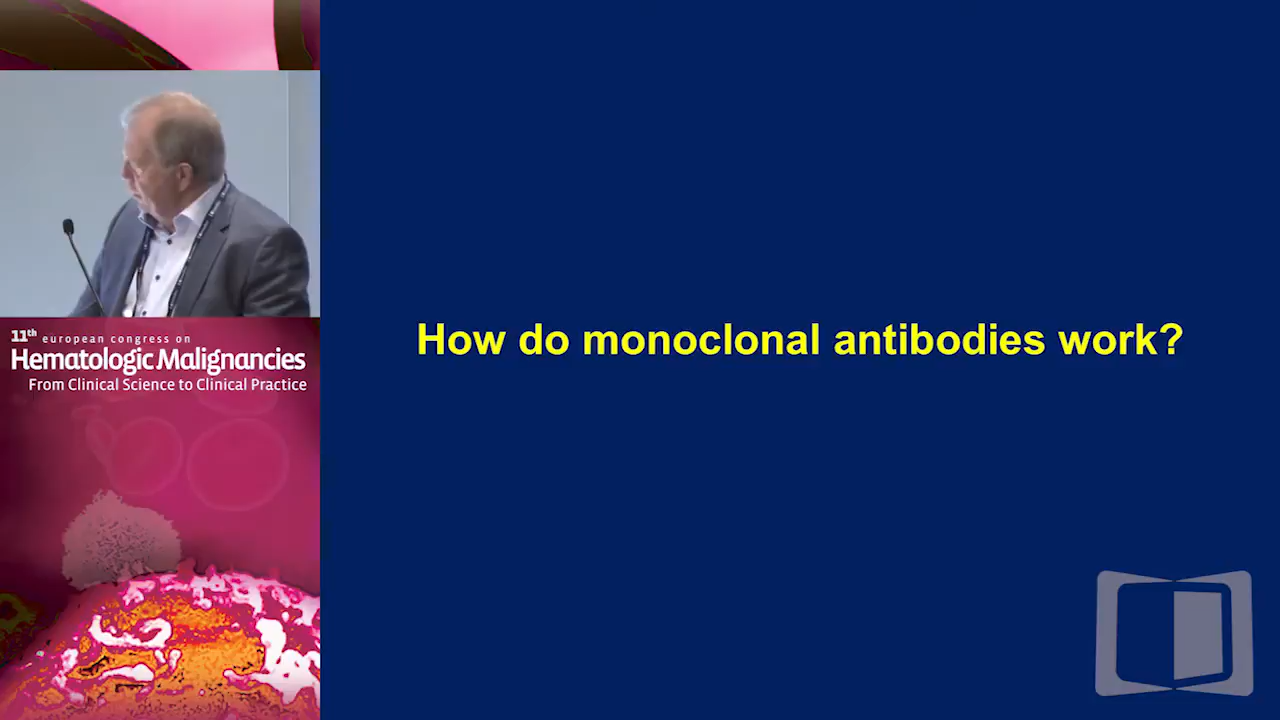 11th european congress on
Hematologic Malignancies
From Clinical Science to Clinical Practice
How do monoclonal antibodies work?